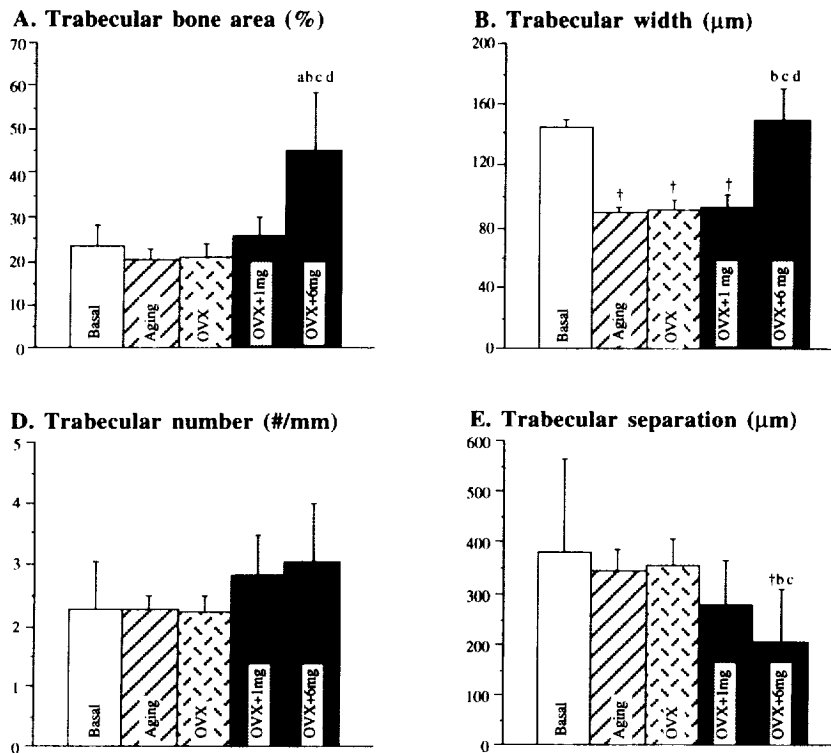 A. Trabecular bone area (%)
70
60
50
40
30
20
10
0
abcd
Basal
Aging
OVX
OVX+1mg
OVX+6mg
B. Trabecular width (μm)
200
160
120
80
40
0
†
†
†
bcd
Basal
Aging
OVX
OVX+1 mg
OVX+6 mg
D. Trabecular number (#/mm)
5
4
3
2
1
0
Basal
Aging
OVX
OVX+1mg
OVX+6mg
E. Trabecular separation (μm)
600
500
400
300
200
100
0
†bc
Basal
Aging
OVX
OVX+1mg
OVX+6mg